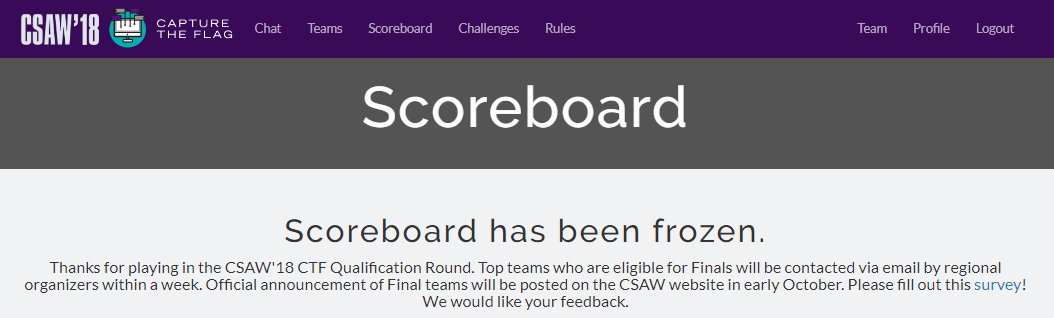 CSAW'18 CAPTURE THE FLAG Chat Teams Scoreboard Challenges Rules Team Profile Logout
Scoreboard
Scoreboard has been frozen.
Thanks for playing in the CSAW'18 CTF Qualification Round. Top teams who are eligible for Finals will be contacted via email by regional
organizers within a week. Official announcement of Final teams will be posted on the CSAW website in early October. Please fill out this survey!
We would like your feedback.